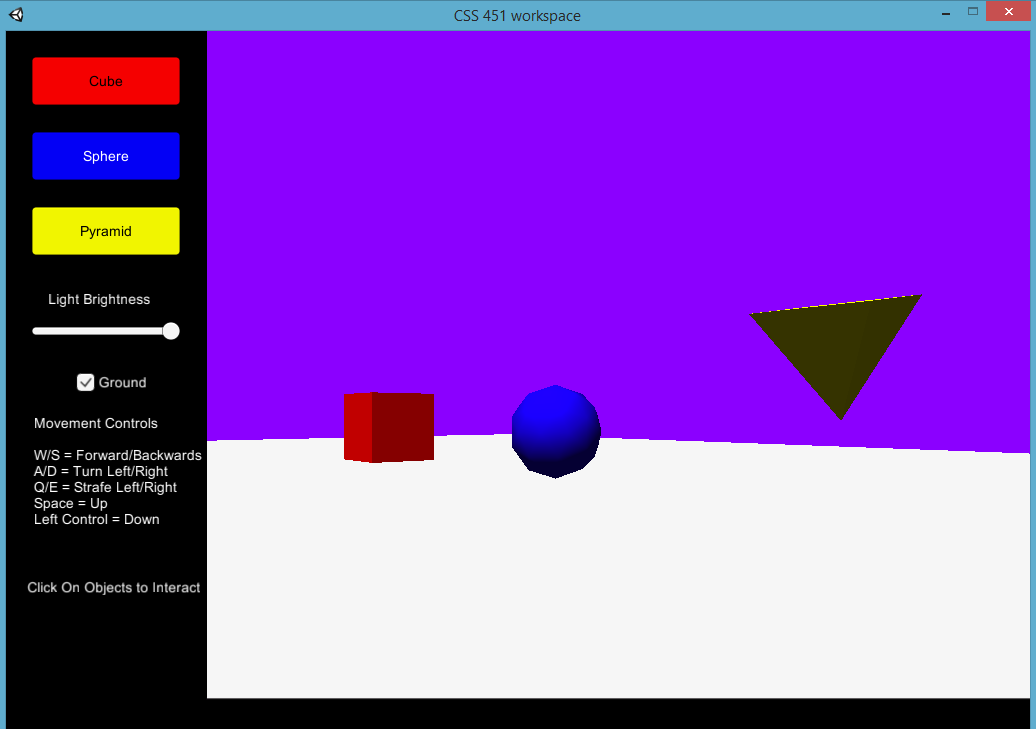 CSS 451 workspace
Cube
Sphere
Pyramid
Light Brightness
Ground
Movement Controls
W/S = Forward/Backwards
A/D = Turn Left/Right
Q/E = Strafe Left/Right
Space = Up
Left Control = Down
Click On Objects to Interact